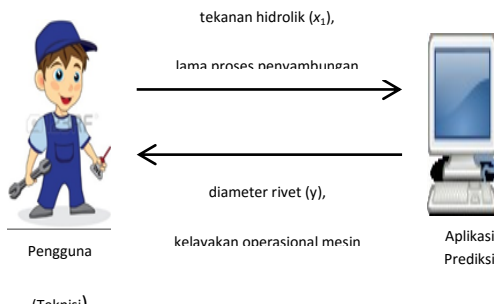 tekanan hidrolik (x₁),
lama proses penyambungan
diameter rivet (y),
kelayakan operasional mesin
Pengguna
(Teknisi)
Aplikasi
Prediksi